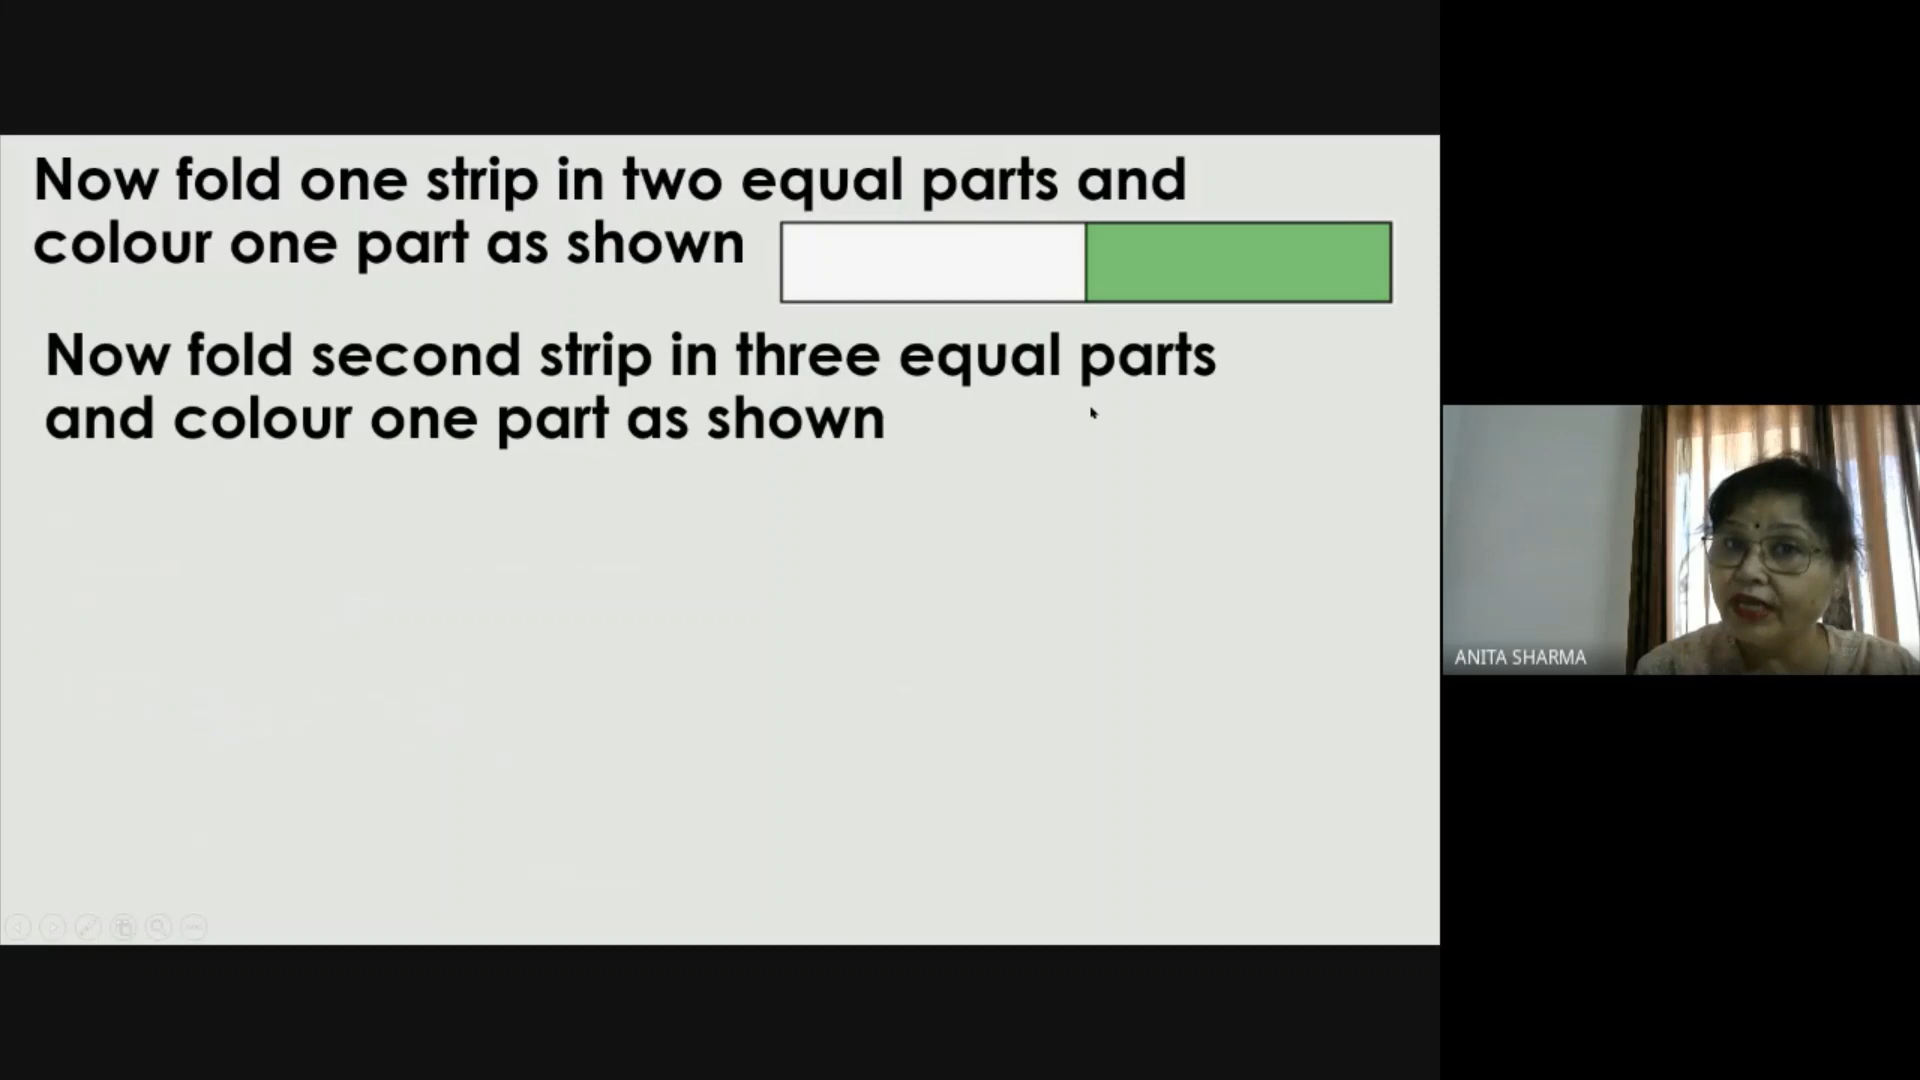 Now fold one strip in two equal parts and
colour one part as shown
Now fold second strip in three equal parts
and colour one part as shown
ANITA SHARMA